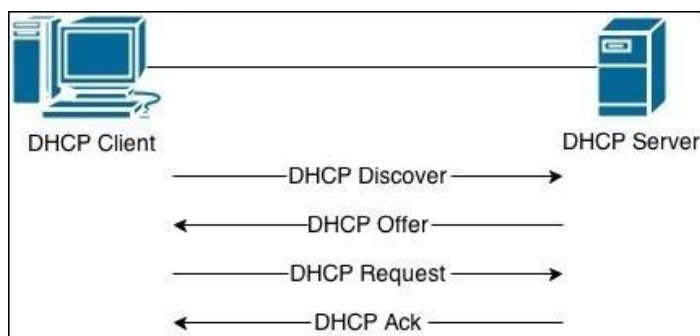 DHCP Client
DHCP Server
DHCP Discover
DHCP Offer
DHCP Request
DHCP Ack